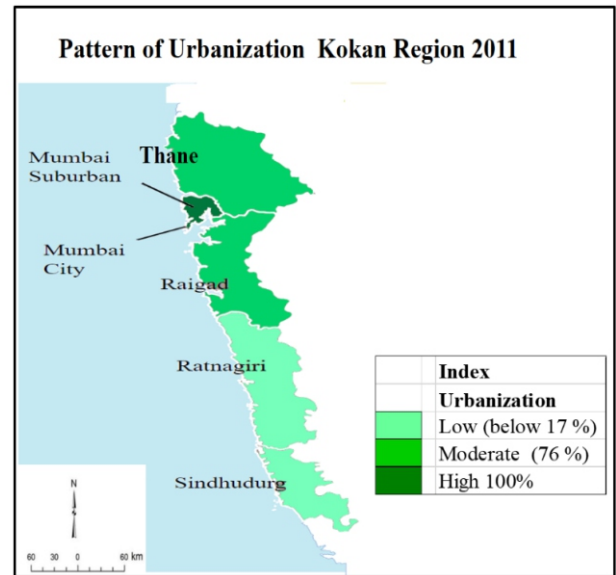 Pattern of Urbanization Kokan Region 2011
Thane
Mumbai
Suburban
Mumbai
City
Raigad
Ratnagiri
Sindhudurg
Index
Urbanization
Low (below 17 %)
Moderate (76 %)
High 100%
N
60 30 0 60 km